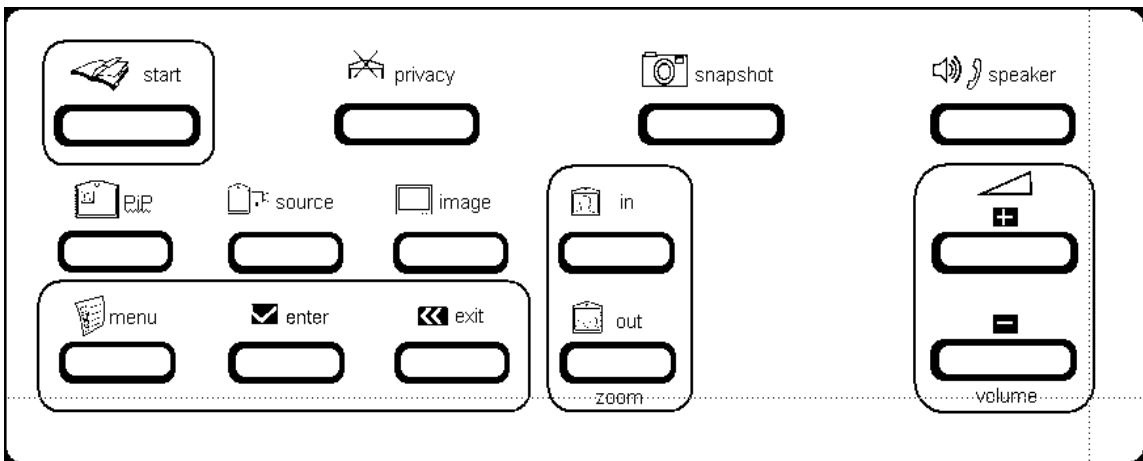 start
privacy
snapshot
speaker
PiP
source
image
in
+
menu
enter
exit
out
-
zoom
volume